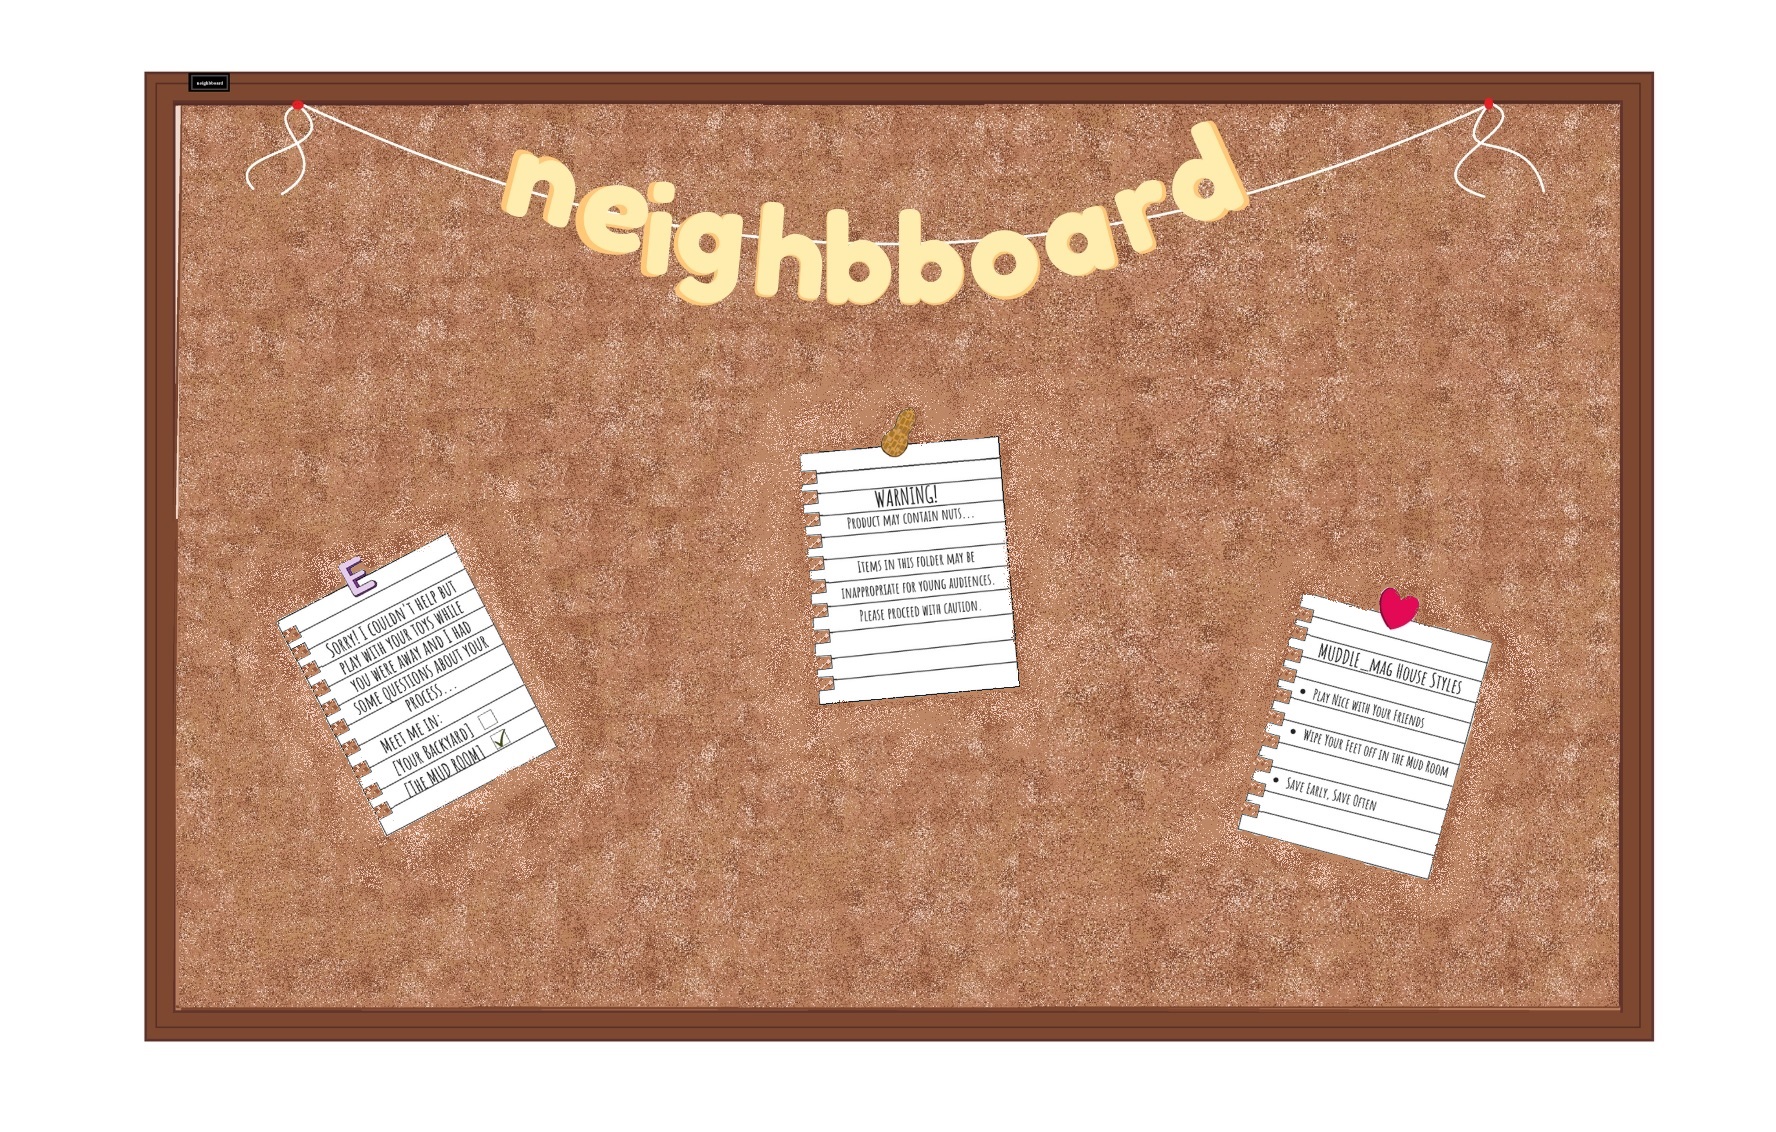 neighboard
neighbboard
Sorry! I couldn't help but
play with your toys while
you were away and I had
some questions about your
process...
Meet me in:
[Your Backyard]
[The Mud Room]
E
WARNING!
Product may contain nuts...
Items in this folder may be
inappropriate for young audiences.
Please proceed with caution.
Muddle_mag House Styles
• Play Nice with Your Friends
• Wipe Your Feet off in the Mud Room
• Save Early, Save Often